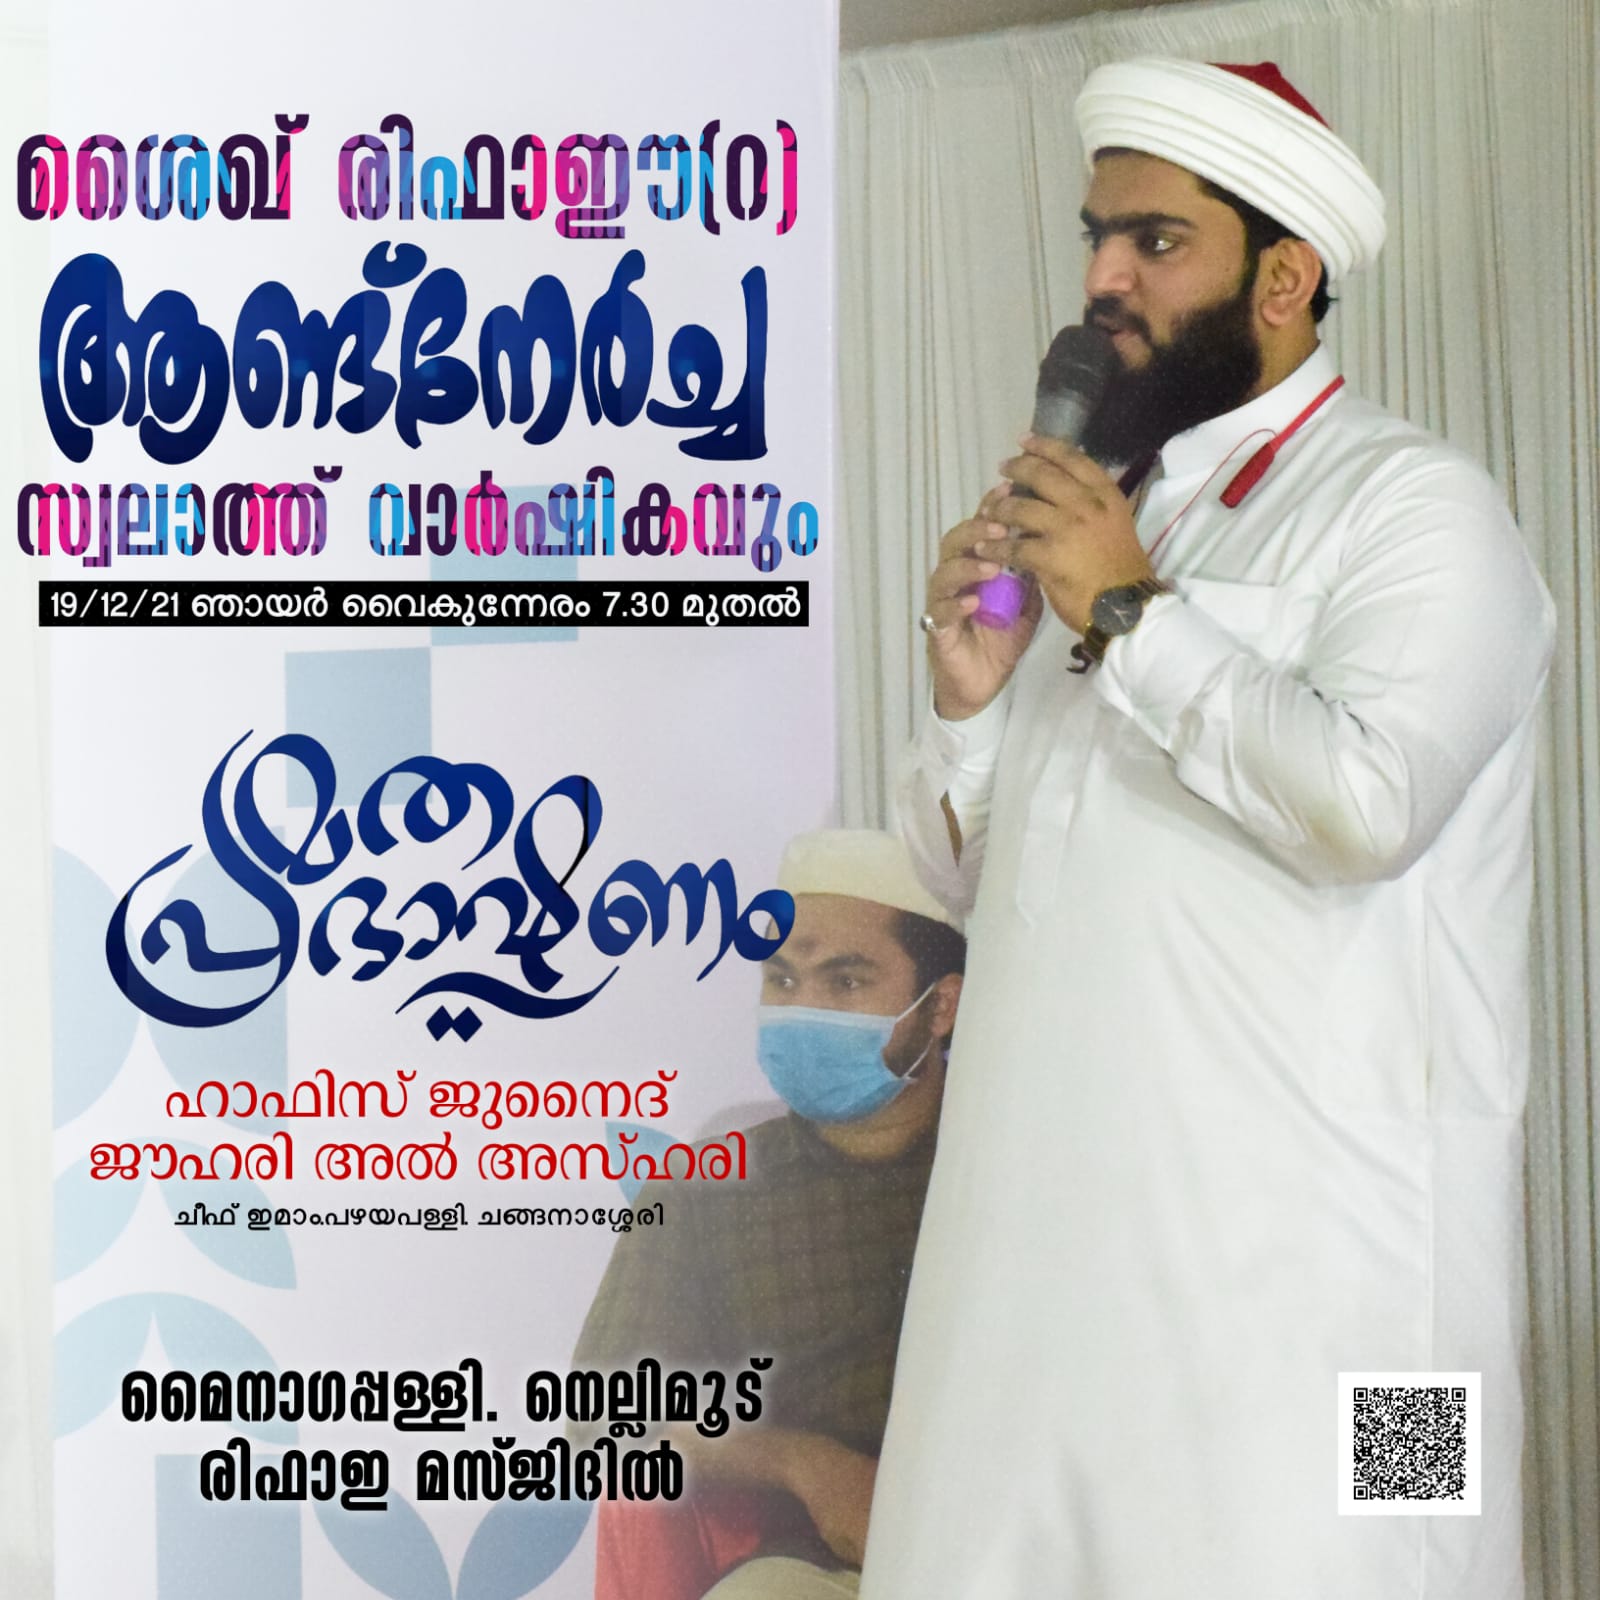 ശൈഖ് രിഫാഈ(റ)
ആണ്ട്നേർച്ച
സ്വലാത്ത് വാർഷികവും
19/12/21 ഞായർ വൈകുന്നേരം 7.30 മുതൽ
മത
പ്രഭാഷണം
ഹാഫിസ് ജുനൈദ്
ജൗഹരി അൽ അസ്ഹരി
ചീഫ് ഇമാം.പഴയപള്ളി. ചങ്ങനാശ്ശേരി
മൈനാഗപ്പള്ളി. നെല്ലിമൂട്
രിഫാഇ മസ്ജിദിൽ